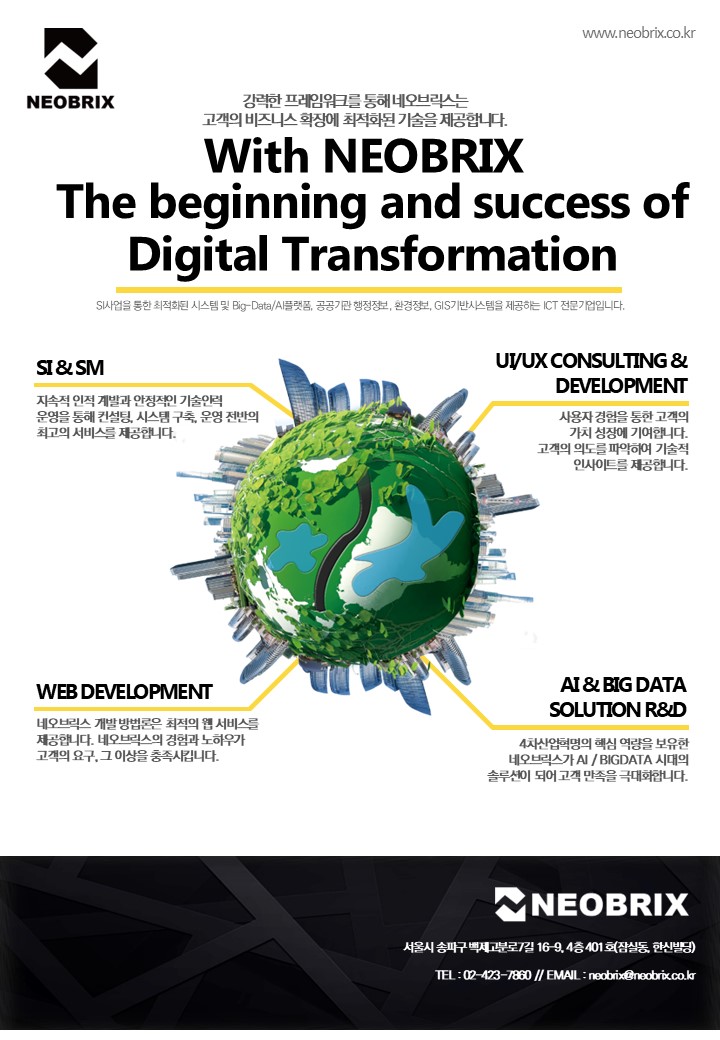 www.neobrix.co.kr
NEOBRIX
강력한 프레임워크를 통해 네오브릭스는
고객의 비즈니스 확장에 최적화된 기술을 제공합니다.
With NEOBRIX
The beginning and success of
Digital Transformation
SI사업을 통한 최적화된 시스템 및 Big-Data/AI플랫폼, 공공기관 행정정보, 환경정보, GIS기반시스템을 제공하는 ICT 전문기업입니다.
SI & SM
지속적 인적 계발과 안정적인 기술인력
운영을 통해 컨설팅, 시스템 구축, 운영 전반의
최고의 서비스를 제공합니다.
UI/UX CONSULTING &
DEVELOPMENT
사용자 경험을 통한 고객의
가치 성장에 기여합니다.
고객의 의도를 파악하여 기술적
인사이트를 제공합니다.
WEB DEVELOPMENT
네오브릭스 개발 방법론은 최적의 웹 서비스를
제공합니다. 네오브릭스의 경험과 노하우가
고객의 요구, 그 이상을 충족시킵니다.
AI & BIG DATA
SOLUTION R&D
4차산업혁명의 핵심 역량을 보유한
네오브릭스가 AI / BIGDATA 시대의
솔루션이 되어 고객 만족을 극대화합니다.
NEOBRIX
서울시 송파구 백제고분로7길 16-9, 4층 401호(잠실동, 한신빌딩)
TEL : 02-423-7860 // EMAIL : neobrix@neobrix.co.kr